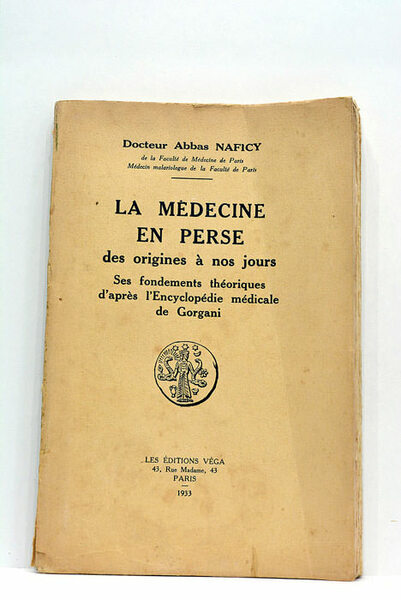 Docteur Abbas NAFICY
de la Faculté de Médecine de Paris
Médecin malariologue de la Faculté de Paris
LA MÉDECINE
EN PERSE
des origines à nos jours
Ses fondements théoriques
d'après l'Encyclopédie médicale
de Gorgani
LES ÉDITIONS VÉGA
43, Rue Madame, 43
PARIS
1933